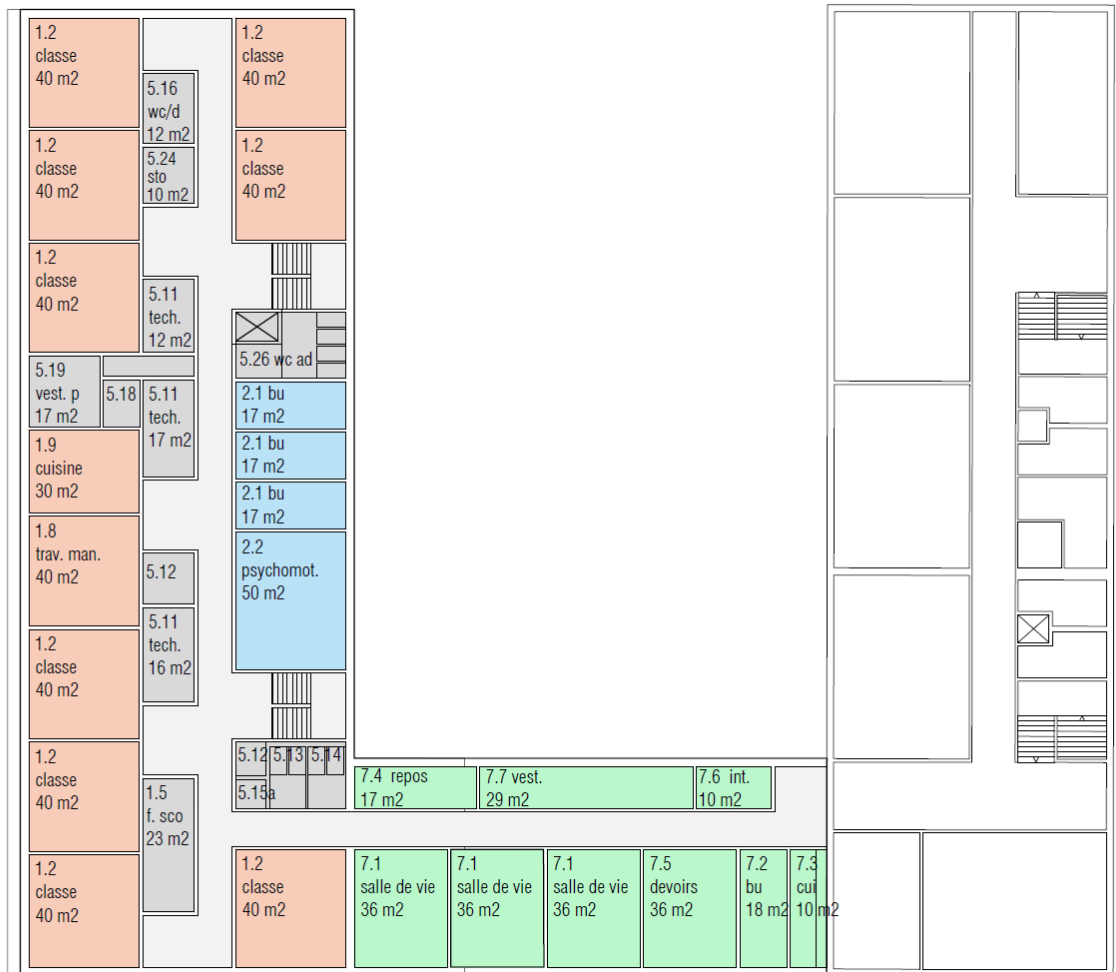 1.2
classe
40 m2
1.2
classe
40 m2
5.16
wc/d
12 m2
1.2
classe
40 m2
1.2
classe
40 m2
5.24
sto
10 m2
1.2
classe
40 m2
5.11
tech.
12 m2
5.26 wc ad
5.19
vest. p
17 m2
5.18
5.11
tech.
17 m2
2.1 bu
17 m2
1.9
cuisine
30 m2
2.1 bu
17 m2
2.1 bu
17 m2
1.8
trav. man.
40 m2
2.2
psychomot.
50 m2
5.12
5.11
tech.
16 m2
1.2
classe
40 m2
1.2
classe
40 m2
5.12
5.13
5.14
5.15a
1.5
f. sco
23 m2
7.4 repos
17 m2
7.7 vest.
29 m2
7.6 int.
10 m2
1.2
classe
40 m2
1.2
classe
40 m2
7.1
salle de vie
36 m2
7.1
salle de vie
36 m2
7.1
salle de vie
36 m2
7.5
devoirs
36 m2
7.2
bu
18 m2
7.3
cui
10 m2